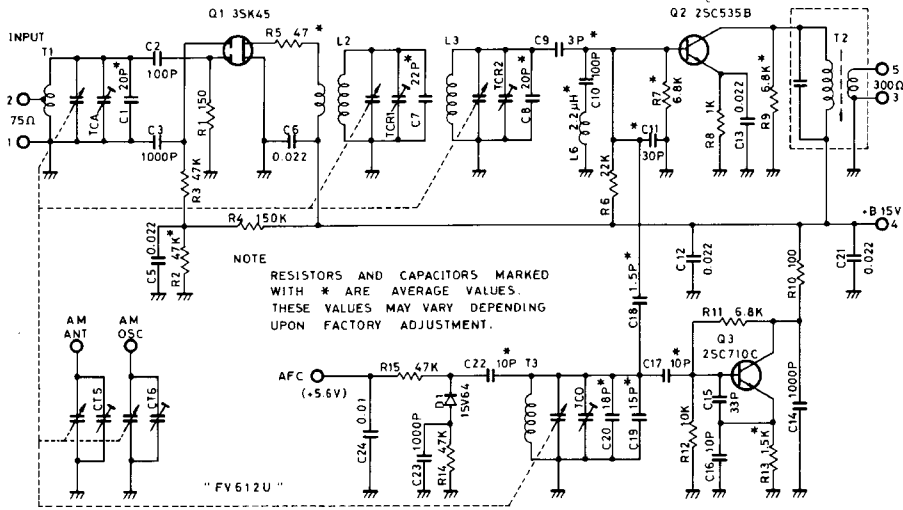 Q1 3SK45
Q2 2SC535B
INPUT
T1
2
75Ω
1
TCA
C1
20P*
C2
100P
C3
1000P
R1 150
R5 47*
C6
0.022
L2
TCR1
22P*
C7
L3
TCR2
20P*
C8
C9 3P*
100P*
C10
2.2μH*
L6
C11*
30P
R7*
6.8K
R6 22K
R8 1K
C13 0.022
R9 6.8K*
T2
5
300Ω
3
R3 47K
R4 150K
C5 0.022
R2 47K*
+B 15V
4
C12
0.022
C21
0.022
R10 100
NOTE
RESISTORS AND CAPACITORS MARKED
WITH * ARE AVERAGE VALUES.
THESE VALUES MAY VARY DEPENDING
UPON FACTORY ADJUSTMENT.
1.5P*
C18
R11 6.8K
Q3
2SC710C
AM
ANT
AM
OSC
CT5
CT6
AFC
(+5.6V)
R15 47K
C22 10P*
D1
1SV64
C24 0.01
C23 1000P
R14 47K
T3
TCO
18P*
C20
15P*
C19
C17 10P*
R12 10K
C15
33P
C16 10P
R13 1.5K*
C14 1000P
"FV612U"